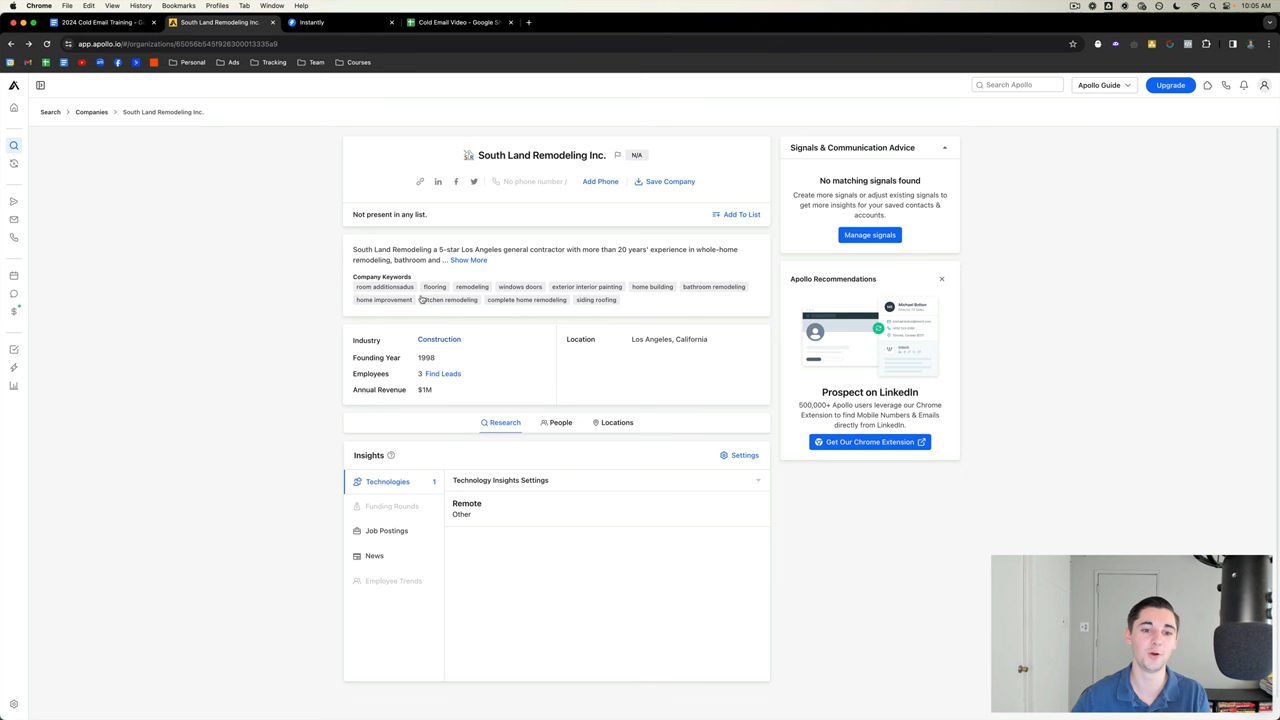 Chrome File Edit View History Bookmarks Profiles Tab Window Help
10:05 AM
2024 Cold Email Training - G
South Land Remodeling Inc.
Instantly
Cold Email Video - Google S
app.apollo.io/#/organizations/65056b545f926300013335a9
Personal Ads Tracking Team Courses
Search Apollo
Apollo Guide
Upgrade
Search > Companies > South Land Remodeling Inc.
South Land Remodeling Inc.
N/A
No phone number /
Add Phone
Save Company
Not present in any list.
Add To List
South Land Remodeling a 5-star Los Angeles general contractor with more than 20 years' experience in whole-home
remodeling, bathroom and ... Show More
Company Keywords
room additionsadus flooring remodeling windows doors exterior interior painting home building bathroom remodeling
home improvement kitchen remodeling complete home remodeling siding roofing
Industry Construction
Founding Year 1998
Employees 3 Find Leads
Annual Revenue $1M
Location Los Angeles, California
Research People Locations
Insights
Settings
Technologies 1
Funding Rounds
Job Postings
News
Employee Trends
Technology Insights Settings
Remote
Other
Signals & Communication Advice
No matching signals found
Create more signals or adjust existing signals to
get more insights for your saved contacts &
accounts.
Manage signals
Apollo Recommendations
Prospect on LinkedIn
500,000+ Apollo users leverage our Chrome
Extension to find Mobile Numbers & Emails
directly from LinkedIn.
Get Our Chrome Extension